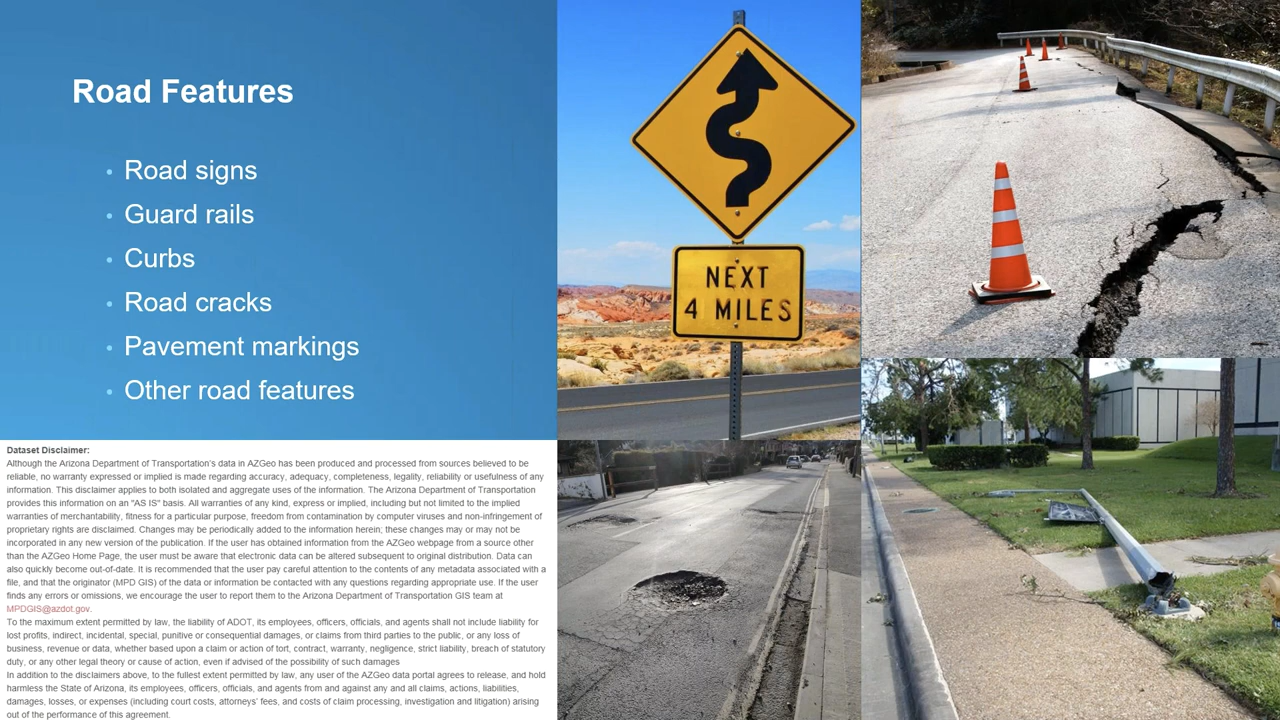 Road Features
• Road signs
• Guard rails
• Curbs
• Road cracks
• Pavement markings
• Other road features
NEXT
4 MILES
Dataset Disclaimer:
Although the Arizona Department of Transportation's data in AZGeo has been produced and processed from sources believed to be
reliable, no warranty expressed or implied is made regarding accuracy, adequacy, completeness, legality, reliability or usefulness of any
information. This disclaimer applies to both isolated and aggregate uses of the information. The Arizona Department of Transportation
provides this information on an "AS IS" basis. All warranties of any kind, express or implied, including but not limited to the implied
warranties of merchantability, fitness for a particular purpose, freedom from contamination by computer viruses and non-infringement of
proprietary rights are disclaimed. Changes may be periodically added to the information herein; these changes may or may not be
incorporated in any new version of the publication. If the user has obtained information from the AZGeo webpage from a source other
than the AZGeo Home Page, the user must be aware that electronic data can be altered subsequent to original distribution. Data can
also quickly become out-of-date. It is recommended that the user pay careful attention to the contents of any metadata associated with a
file, and that the originator (MPD GIS) of the data or information be contacted with any questions regarding appropriate use. If the user
finds any errors or omissions, we encourage the user to report them to the Arizona Department of Transportation GIS team at
MPDGIS@azdot.gov.
To the maximum extent permitted by law, the liability of ADOT, its employees, officers, officials, and agents shall not include liability for
lost profits, indirect, incidental, special, punitive or consequential damages, or claims from third parties to the public, or any loss of
business, revenue or data, whether based upon a claim or action of tort, contract, warranty, negligence, strict liability, breach of statutory
duty, or any other legal theory or cause of action, even if advised of the possibility of such damages
In addition to the disclaimers above, to the fullest extent permitted by law, any user of the AZGeo data portal agrees to release, and hold
harmless the State of Arizona, its employees, officers, officials, and agents from and against any and all claims, actions, liabilities,
damages, losses, or expenses (including court costs, attorneys' fees, and costs of claim processing, investigation and litigation) arising
out of the performance of this agreement.